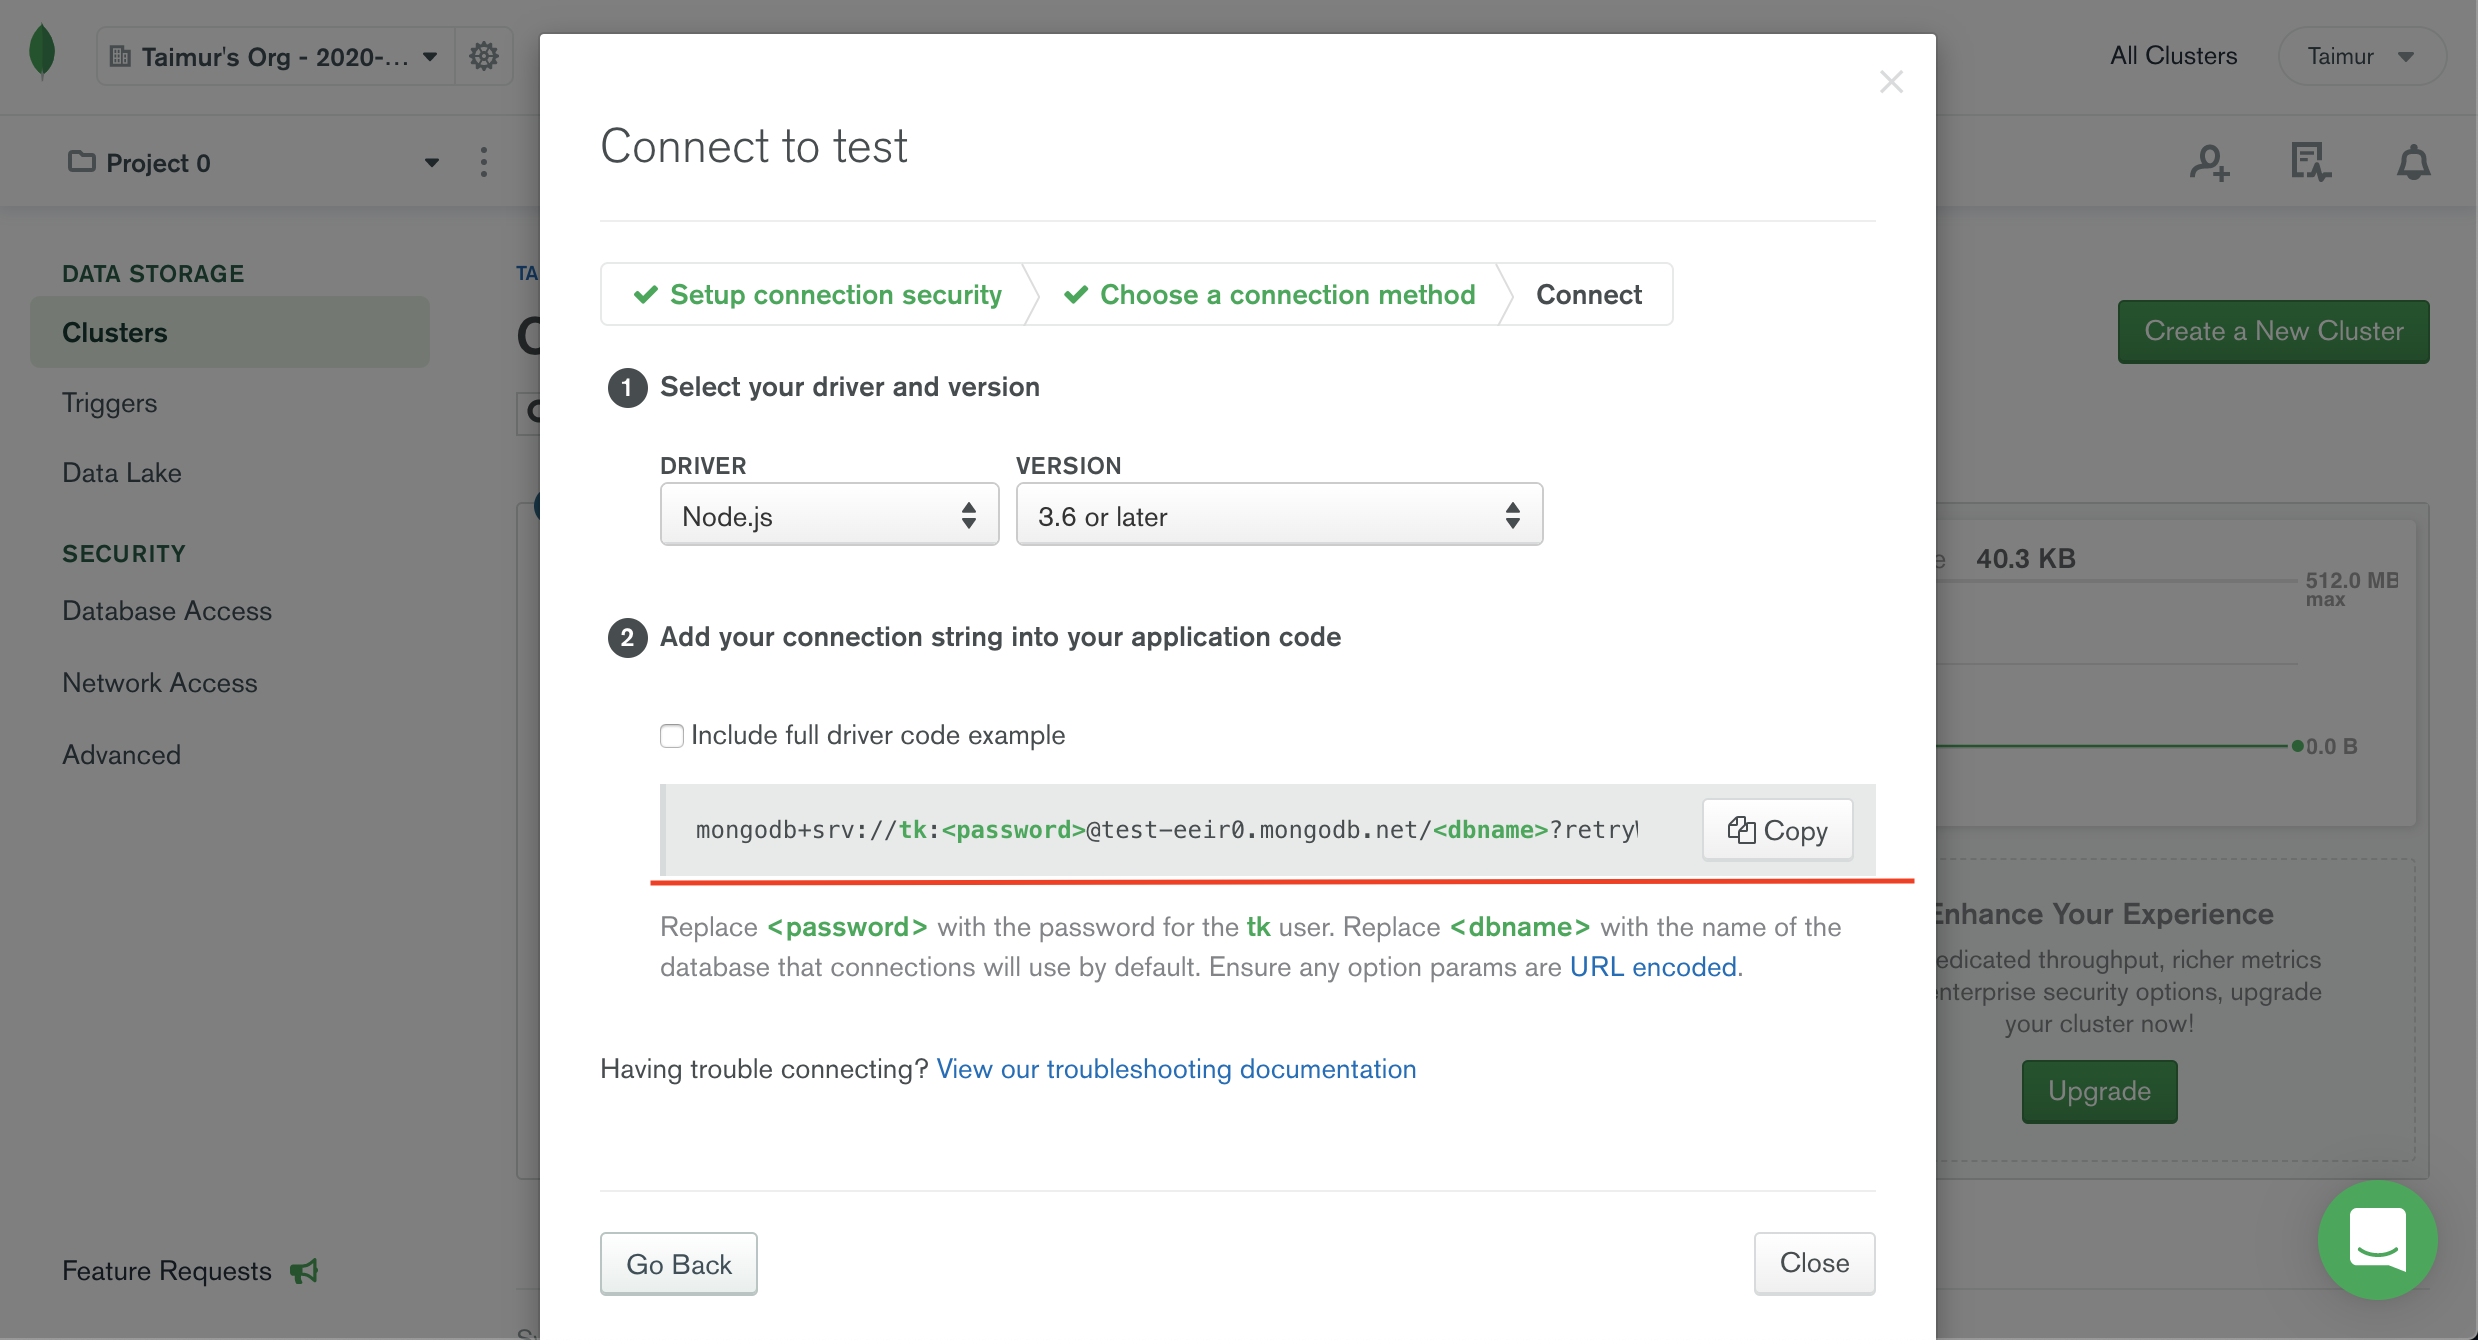 Taimur's Org - 2020-...
All Clusters
Taimur
Project 0
DATA STORAGE
Clusters
Triggers
Data Lake
SECURITY
Database Access
Network Access
Advanced
Feature Requests
TA
Connect to test
Setup connection security
Choose a connection method
Connect
1 Select your driver and version
DRIVER
VERSION
Node.js
3.6 or later
2 Add your connection string into your application code
Include full driver code example
mongodb+srv://tk:<password>@test-eeir0.mongodb.net/<dbname>?retry
Copy
Replace <password> with the password for the tk user. Replace <dbname> with the name of the
database that connections will use by default. Ensure any option params are URL encoded.
Having trouble connecting? View our troubleshooting documentation
Go Back
Close
Create a New Cluster
40.3 KB
512.0 MB
max
0.0 B
Enhance Your Experience
edicated throughput, richer metrics
enterprise security options, upgrade
your cluster now!
Upgrade